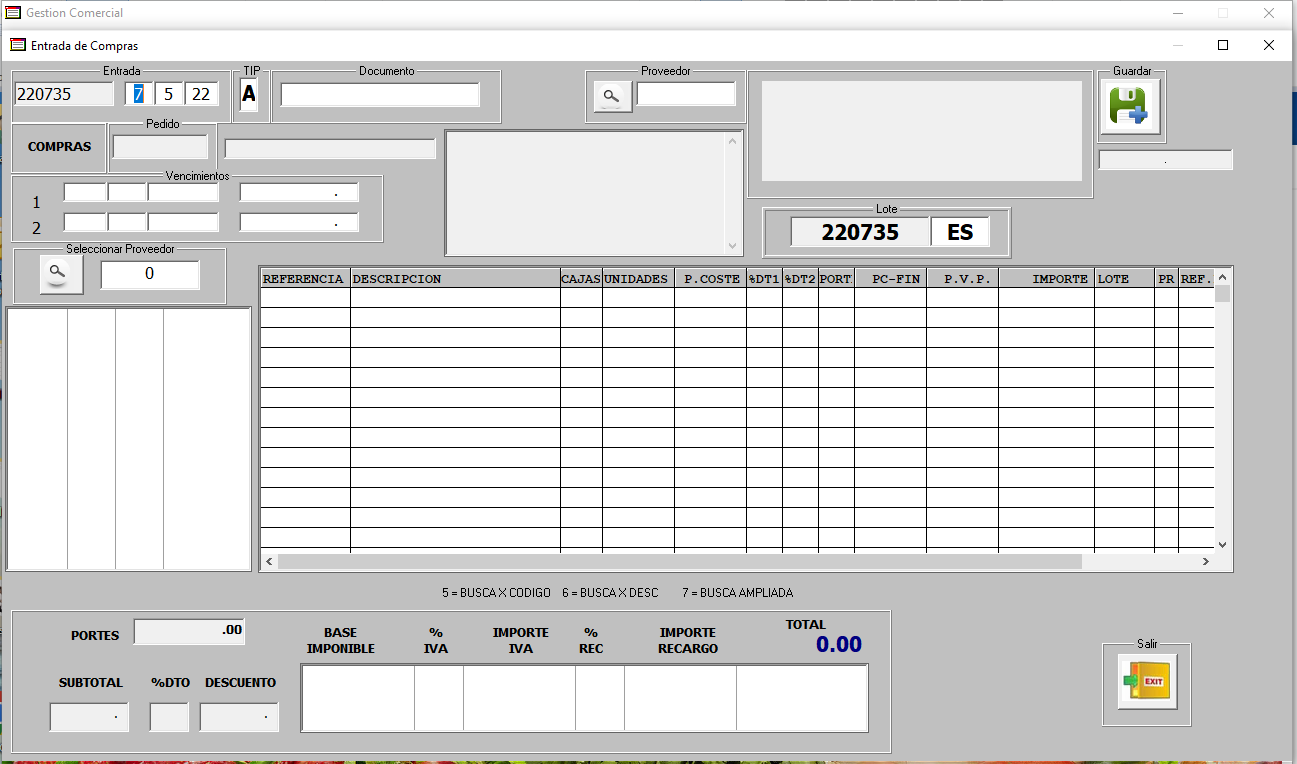 Gestion Comercial
Entrada de Compras
Entrada TIP Documento Proveedor Guardar
220735 7 5 22 A
Pedido
COMPRAS
.
Vencimientos
1 .
2 .
Lote
220735 ES
Seleccionar Proveedor
0
REFERENCIA DESCRIPCION CAJAS UNIDADES P.COSTE %DT1 %DT2 PORT PC-FIN P.V.P. IMPORTE LOTE PR REF.
5 = BUSCA X CODIGO 6 = BUSCA X DESC 7 = BUSCA AMPLIADA
PORTES .00
BASE IMPONIBLE % IVA IMPORTE IVA % REC IMPORTE RECARGO TOTAL
0.00
SUBTOTAL %DTO DESCUENTO
. .
Salir
EXIT